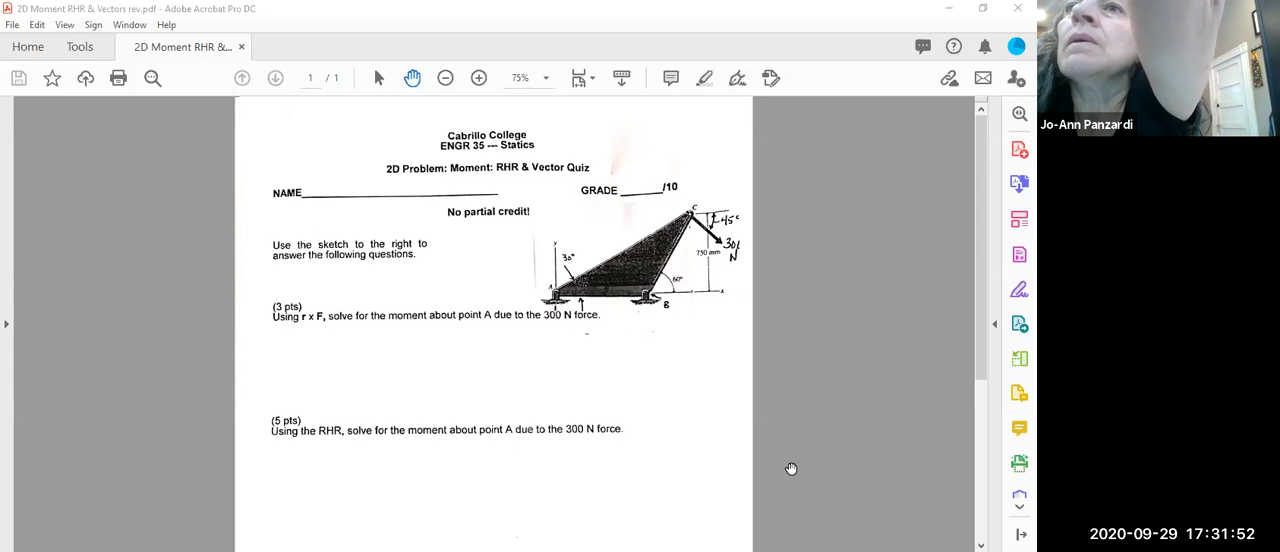 2D Moment RHR & Vectors rev.pdf - Adobe Acrobat Pro DC
File Edit View Sign Window Help
Home Tools 2D Moment RHR &... ×
1 / 1 75%
Jo-Ann Panzardi
Cabrillo College
ENGR 35 --- Statics
2D Problem: Moment: RHR & Vector Quiz
NAME GRADE /10
No partial credit!
Use the sketch to the right to
answer the following questions.
C
45°
750 mm
N
y
30°
60°
A
x
B
(3 pts)
Using r x F, solve for the moment about point A due to the 300 N force.
(5 pts)
Using the RHR, solve for the moment about point A due to the 300 N force.
2020-09-29 17:31:52